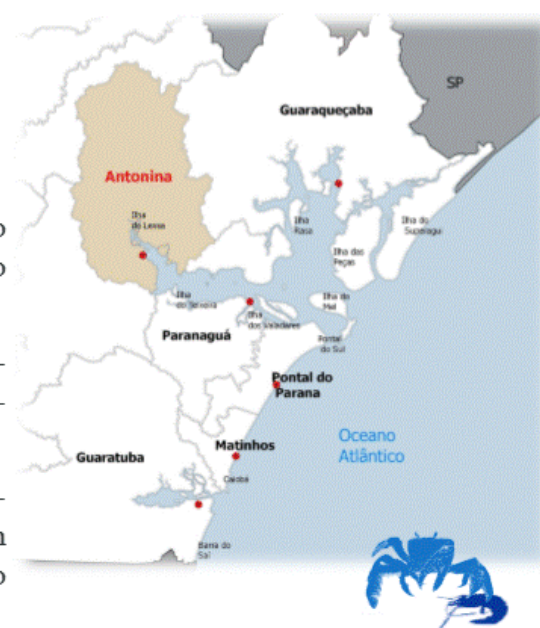 SP
Guaraqueçaba
Antonina
Ilha
do Lessa
o
o
Ilha
Rasa
Ilha do
Superagui
Ilha das
Peças
Ilha
do Teixeira
Ilha
dos Valadares
Ilha do
Mel
Paranaguá
Pontal
do Sul
Pontal do
Parana
Oceano
Atlântico
Matinhos
Guaratuba
Caiobá
Barra do
Saí
n
o